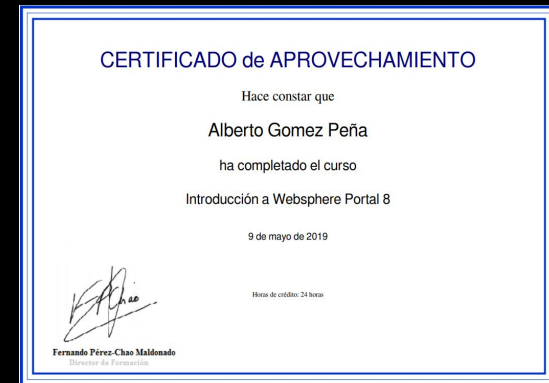 CERTIFICADO de APROVECHAMIENTO
Hace constar que
Alberto Gomez Peña
ha completado el curso
Introducción a Websphere Portal 8
9 de mayo de 2019
Horas de crédito: 24 horas
Fernando Pérez-Chao Maldonado
Director de Formación